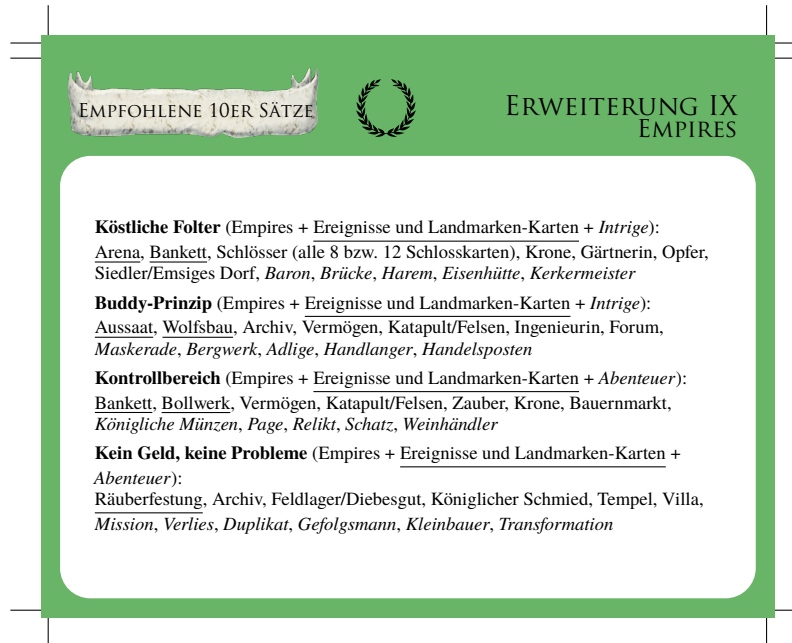 EMPFOHLENE 10ER SÄTZE
ERWEITERUNG IX
EMPIRES
Köstliche Folter (Empires + Ereignisse und Landmarken-Karten + Intrige):
Arena, Bankett, Schlösser (alle 8 bzw. 12 Schlosskarten), Krone, Gärtnerin, Opfer,
Siedler/Emsiges Dorf, Baron, Brücke, Harem, Eisenhütte, Kerkermeister
Buddy-Prinzip (Empires + Ereignisse und Landmarken-Karten + Intrige):
Aussaat, Wolfsbau, Archiv, Vermögen, Katapult/Felsen, Ingenieurin, Forum,
Maskerade, Bergwerk, Adlige, Handlanger, Handelsposten
Kontrollbereich (Empires + Ereignisse und Landmarken-Karten + Abenteuer):
Bankett, Bollwerk, Vermögen, Katapult/Felsen, Zauber, Krone, Bauernmarkt,
Königliche Münzen, Page, Relikt, Schatz, Weinhändler
Kein Geld, keine Probleme (Empires + Ereignisse und Landmarken-Karten +
Abenteuer):
Räuberfestung, Archiv, Feldlager/Diebesgut, Königlicher Schmied, Tempel, Villa,
Mission, Verlies, Duplikat, Gefolgsmann, Kleinbauer, Transformation